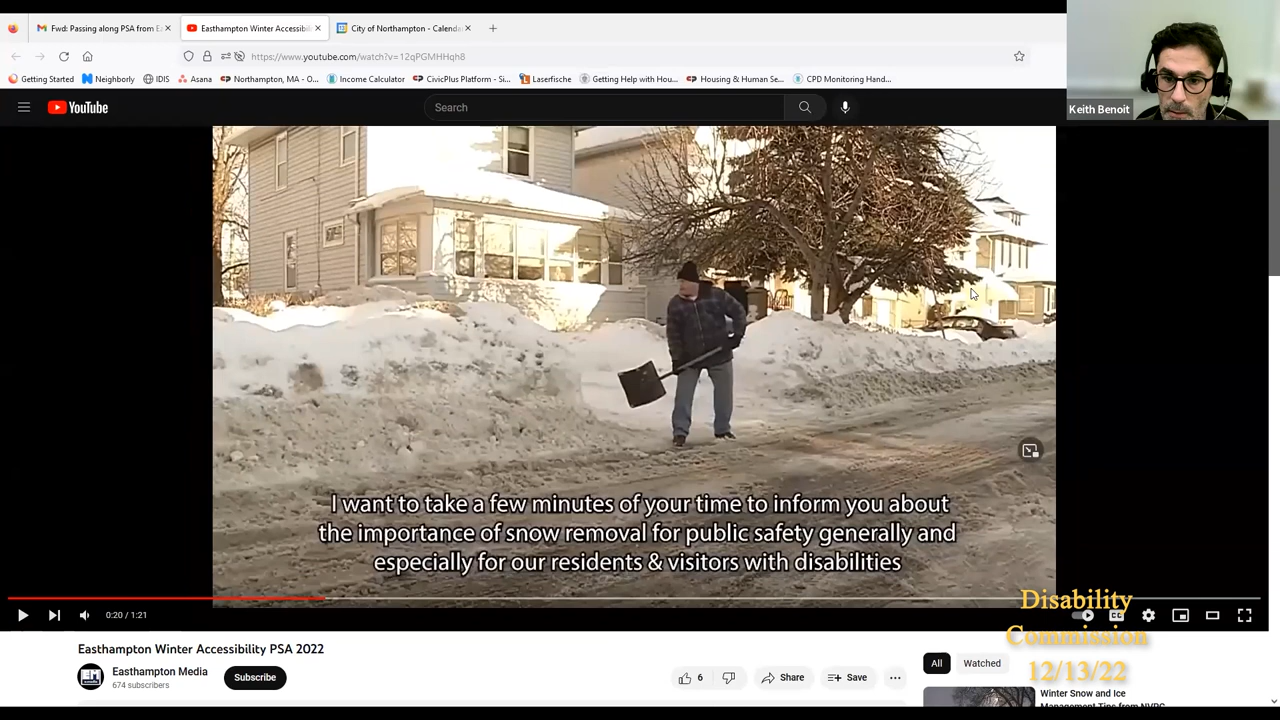 Fwd: Passing along PSA from E
Easthampton Winter Accessibili
City of Northampton - Calenda
https://www.youtube.com/watch?v=12qPGMHHqh8
Getting Started
Neighborly
IDIS
Asana
Northampton, MA - O...
Income Calculator
CivicPlus Platform - Si...
Laserfische
Getting Help with Hou...
Housing & Human Se...
CPD Monitoring Hand...
Keith Benoit
YouTube
Search
I want to take a few minutes of your time to inform you about
the importance of snow removal for public safety generally and
especially for our residents & visitors with disabilities
0:20 / 1:21
CC
Disability
Commission
12/13/22
Easthampton Winter Accessibility PSA 2022
Easthampton Media
674 subscribers
Subscribe
6
Share
Save
All
Watched
Winter Snow and Ice
Management Tips from NVRC